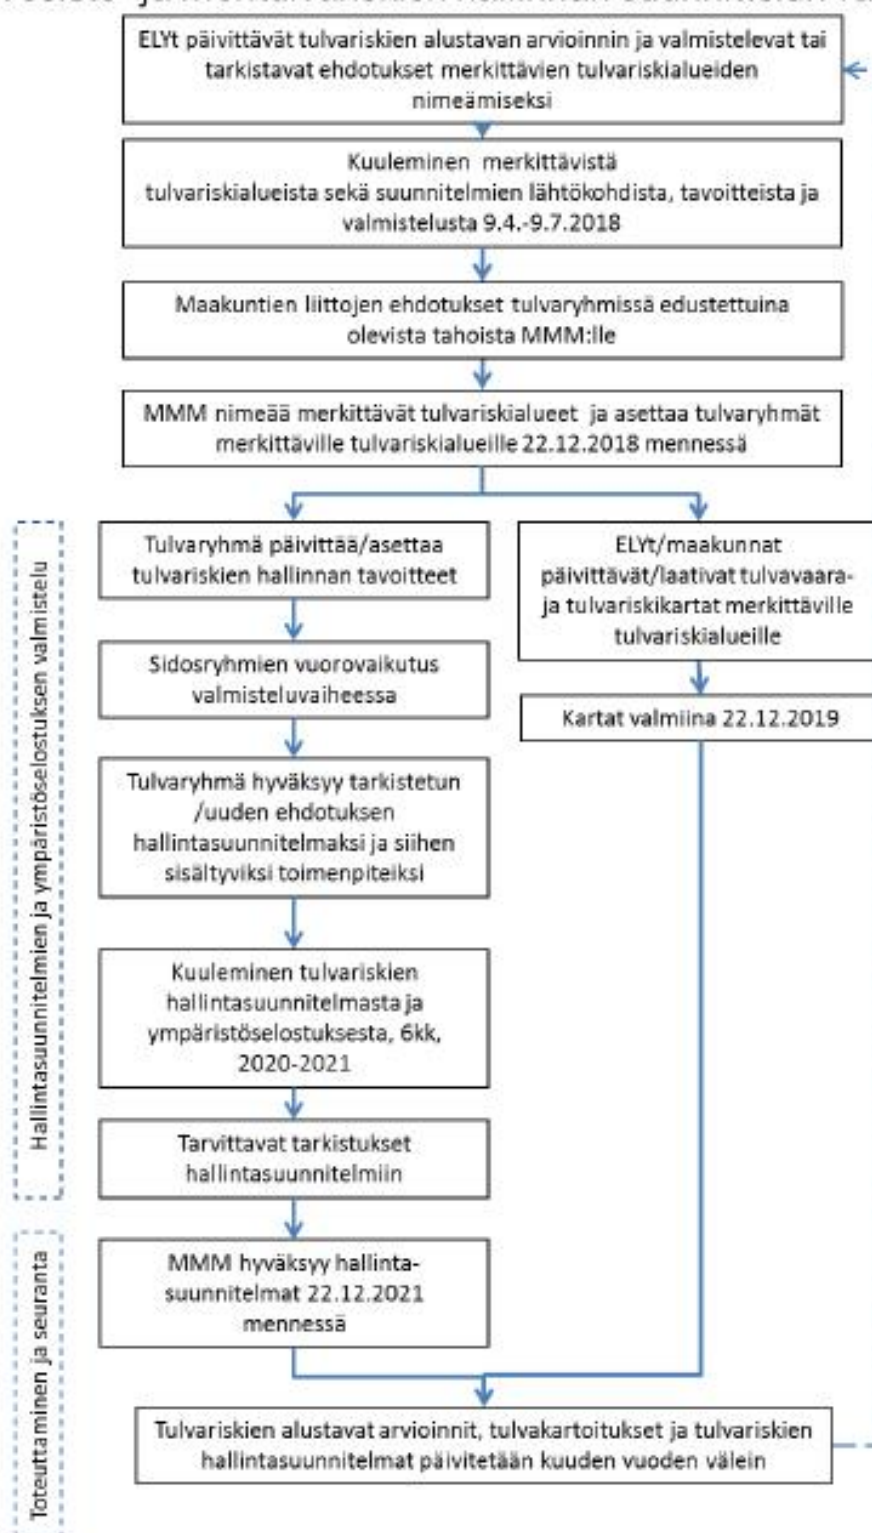 ELYt päivittävät tulvariskien alustavan arvioinnin ja valmistelevat tai
tarkistavat ehdotukset merkittävien tulvariskialueiden
nimeämiseksi
Kuuleminen merkittävistä
tulvariskialueista sekä suunnitelmien lähtökohdista, tavoitteista ja
valmistelusta 9.4.-9.7.2018
Maakuntien liittojen ehdotukset tulvaryhmissä edustettuina
olevista tahoista MMM:lle
MMM nimeää merkittävät tulvariskialueet ja asettaa tulvaryhmät
merkittäville tulvariskialueille 22.12.2018 mennessä
Hallintasuunnitelmien ja ympäristöselostuksen valmistelu
Tulvaryhmä päivittää/asettaa
tulvariskien hallinnan tavoitteet
Sidosryhmien vuorovaikutus
valmisteluvaiheessa
Tulvaryhmä hyväksyy tarkistetun
/uuden ehdotuksen
hallintasuunnitelmaksi ja siihen
sisältyviksi toimenpiteiksi
Kuuleminen tulvariskien
hallintasuunnitelmasta ja
ympäristöselostuksesta, 6kk,
2020-2021
Tarvittavat tarkistukset
hallintasuunnitelmiin
ELYt/maakunnat
päivittävät/laativat tulvavaara-
ja tulvariskikartat merkittäville
tulvariskialueille
Kartat valmiina 22.12.2019
Toteuttaminen ja seuranta
MMM hyväksyy hallinta-
suunnitelmat 22.12.2021
mennessä
Tulvariskien alustavat arvioinnit, tulvakartoitukset ja tulvariskien
hallintasuunnitelmat päivitetään kuuden vuoden välein